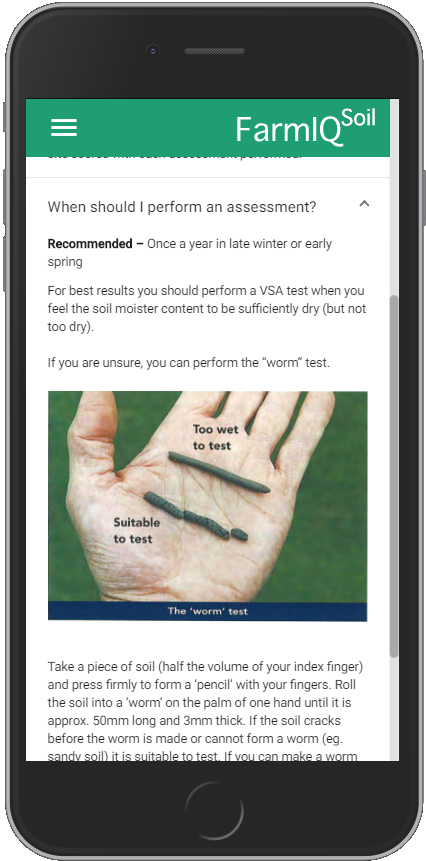 FarmIQ Soil
When should I perform an assessment?
Recommended – Once a year in late winter or early
spring
For best results you should perform a VSA test when you
feel the soil moister content to be sufficiently dry (but not
too dry).
If you are unsure, you can perform the “worm” test.
Too wet
to test
Suitable
to test
The ‘worm’ test
Take a piece of soil (half the volume of your index finger)
and press firmly to form a ‘pencil’ with your fingers. Roll
the soil into a ‘worm’ on the palm of one hand until it is
approx. 50mm long and 3mm thick. If the soil cracks
before the worm is made or cannot form a worm (eg.
sandy soil) it is suitable to test. If you can make a worm